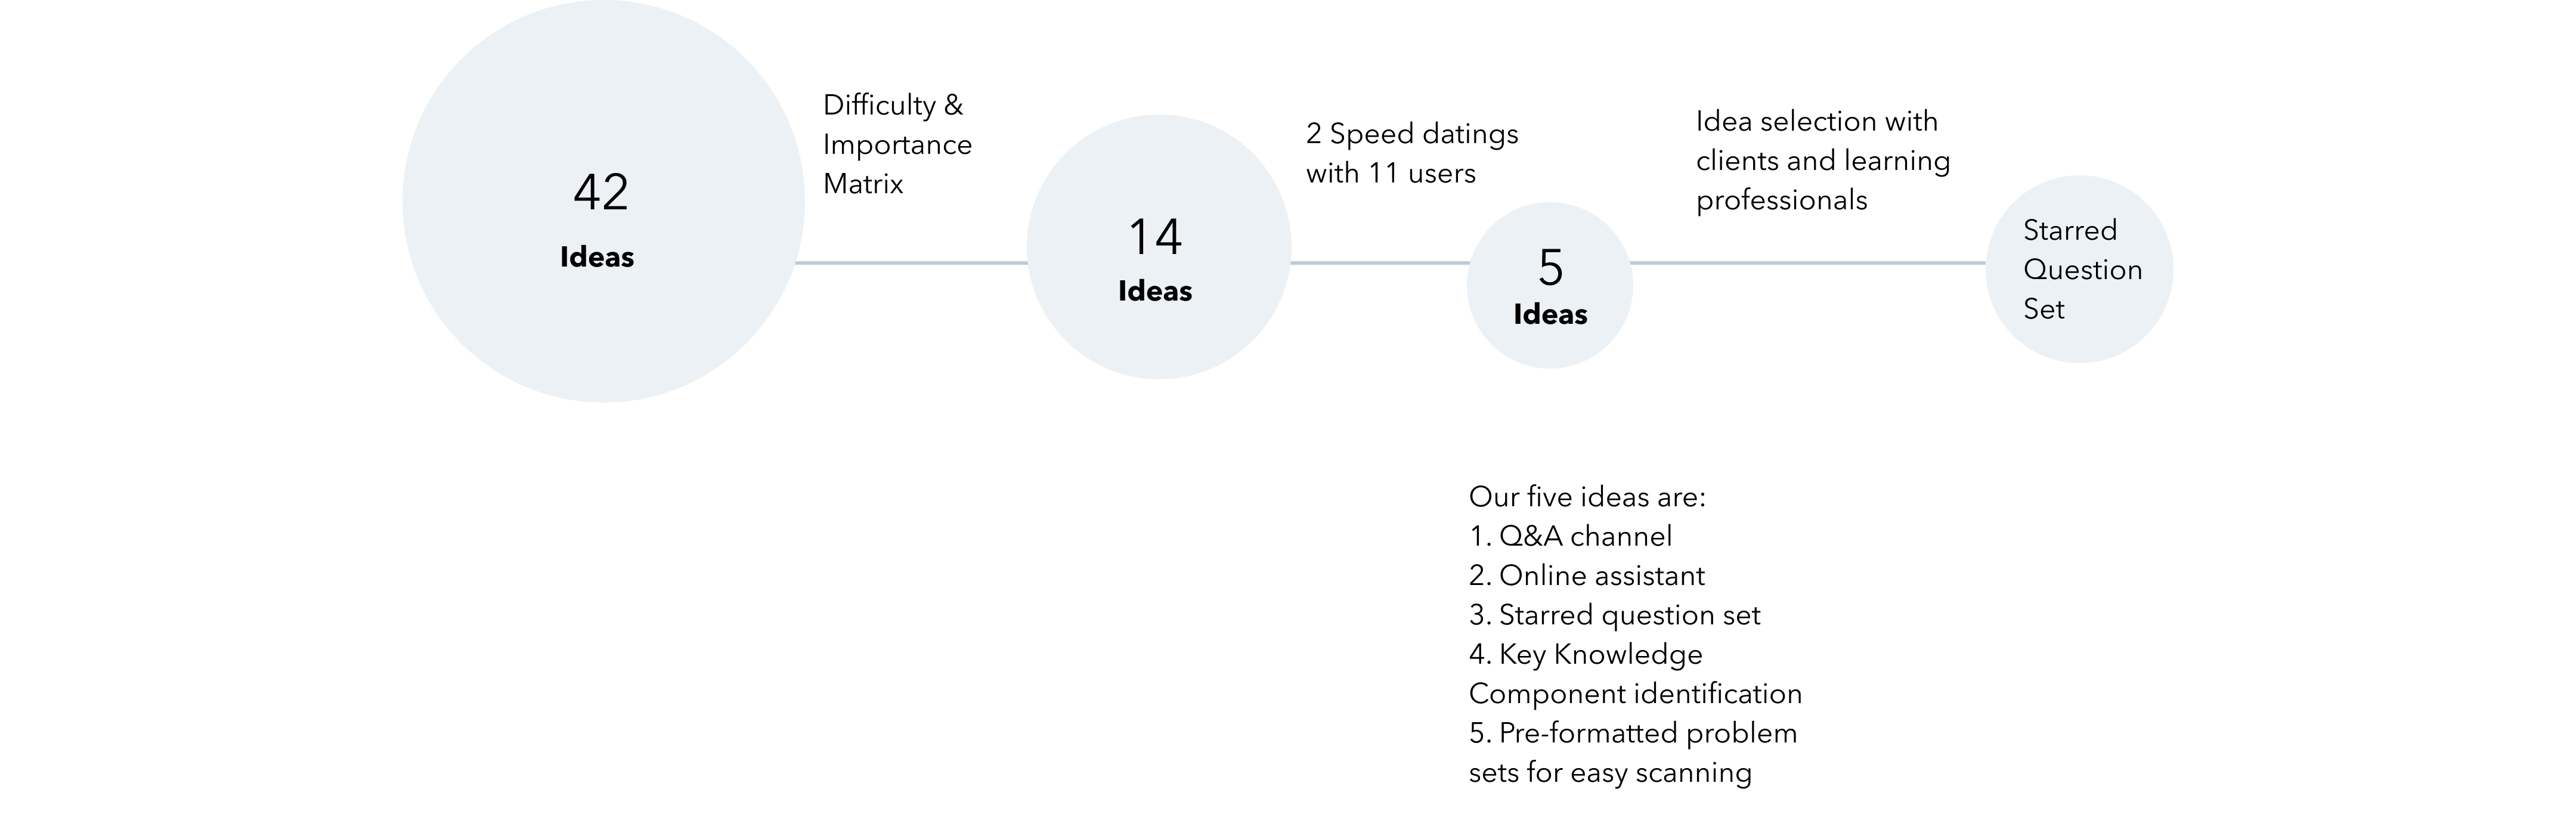 42
Ideas
Difficulty &
Importance
Matrix
14
Ideas
2 Speed datings
with 11 users
5
Ideas
Idea selection with
clients and learning
professionals
Starred
Question
Set
Our five ideas are:
1. Q&A channel
2. Online assistant
3. Starred question set
4. Key Knowledge
Component identification
5. Pre-formatted problem
sets for easy scanning